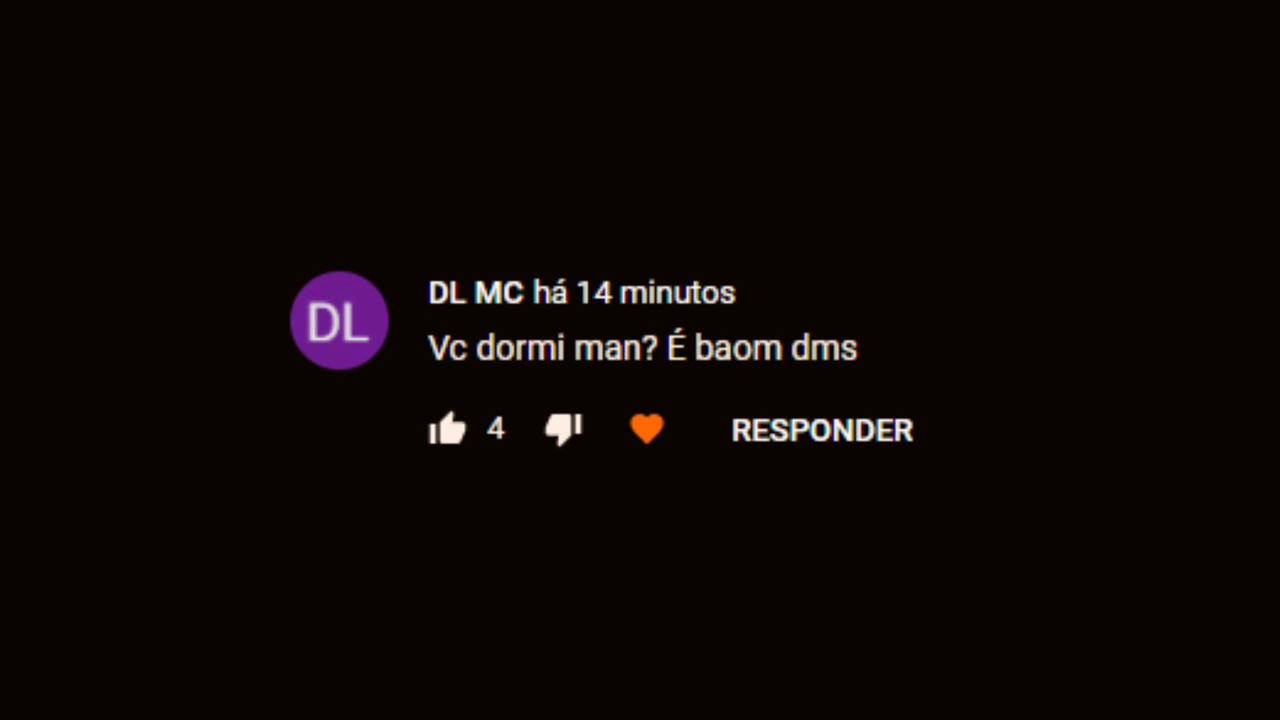 DL
DL MC há 14 minutos
Vc dormi man? É baom dms
4
RESPONDER